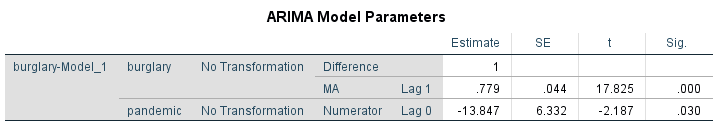 ARIMA Model Parameters
Estimate SE t Sig.
burglary-Model_1 burglary No Transformation Difference 1
MA Lag 1 .779 .044 17.825 .000
pandemic No Transformation Numerator Lag 0 -13.847 6.332 -2.187 .030